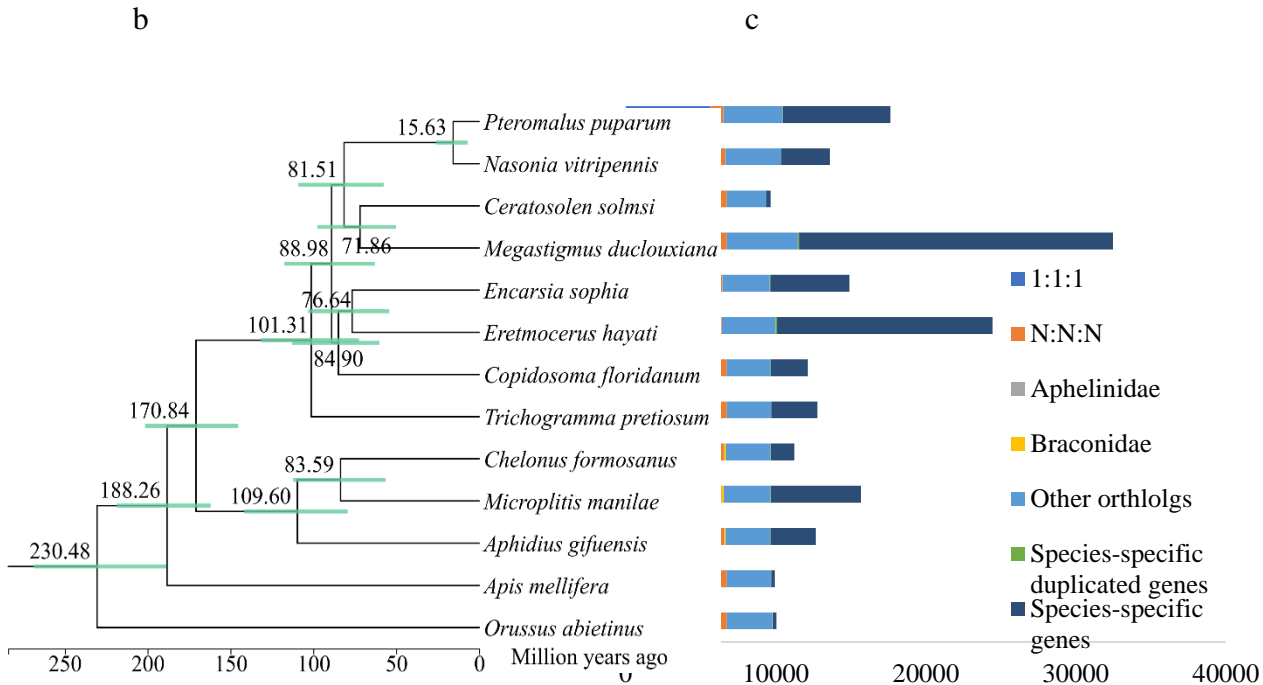 b
c
15.63
Pteromalus puparum
Nasonia vitripennis
81.51
Ceratosolen solmsi
71.86
Megastigmus duclouxiana
88.98
1:1:1
Encarsia sophia
76.64
N:N:N
Eretmocerus hayati
101.31
84.90
Copidosoma floridanum
Aphelinidae
170.84
Trichogramma pretiosum
Braconidae
Chelonus formosanus
83.59
188.26
109.60
Microplitis manilae
Other orthlolgs
230.48
Aphidius gifuensis
Species-specific
duplicated genes
Apis mellifera
Species-specific
genes
Orussus abietinus
250 200 150 100 50 0 Million years ago
0 10000 20000 30000 40000